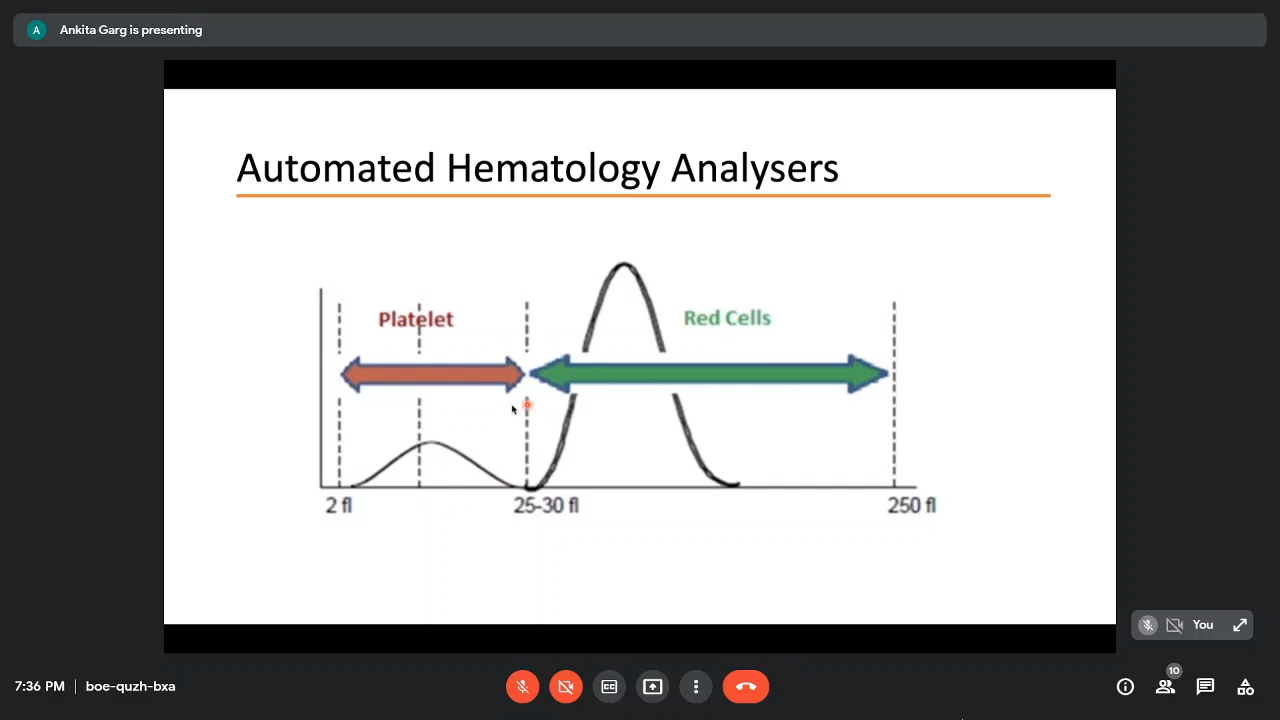 A Ankita Garg is presenting
Automated Hematology Analysers
Platelet
Red Cells
2 fl
25-30 fl
250 fl
You
10
7:36 PM | boe-quzh-bxa
CC